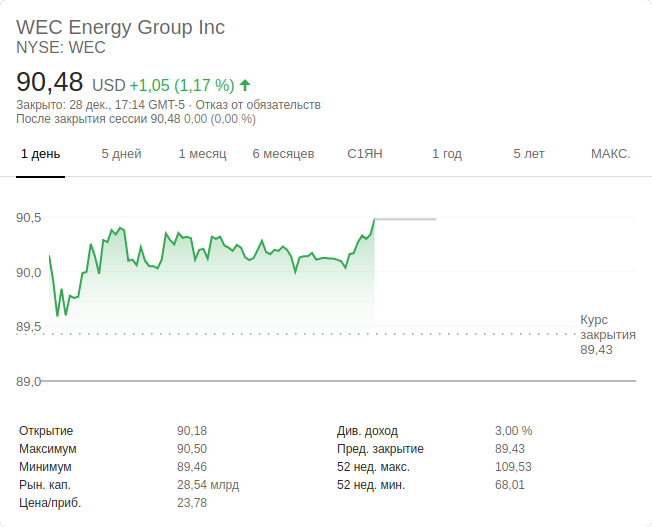 WEC Energy Group Inc
NYSE: WEC
90,48 USD +1,05 (1,17 %)
Закрыто: 28 дек., 17:14 GMT-5 · Отказ от обязательств
После закрытия сессии 90,48 0,00 (0,00 %)
1 день 5 дней 1 месяц 6 месяцев С1ЯН 1 год 5 лет МАКС.
90,5
90,0
89,5
89,0
Курс
закрытия
89,43
Открытие 90,18 Див. доход 3,00 %
Максимум 90,50 Пред. закрытие 89,43
Минимум 89,46 52 нед. макс. 109,53
Рын. кап. 28,54 млрд 52 нед. мин. 68,01
Цена/приб. 23,78